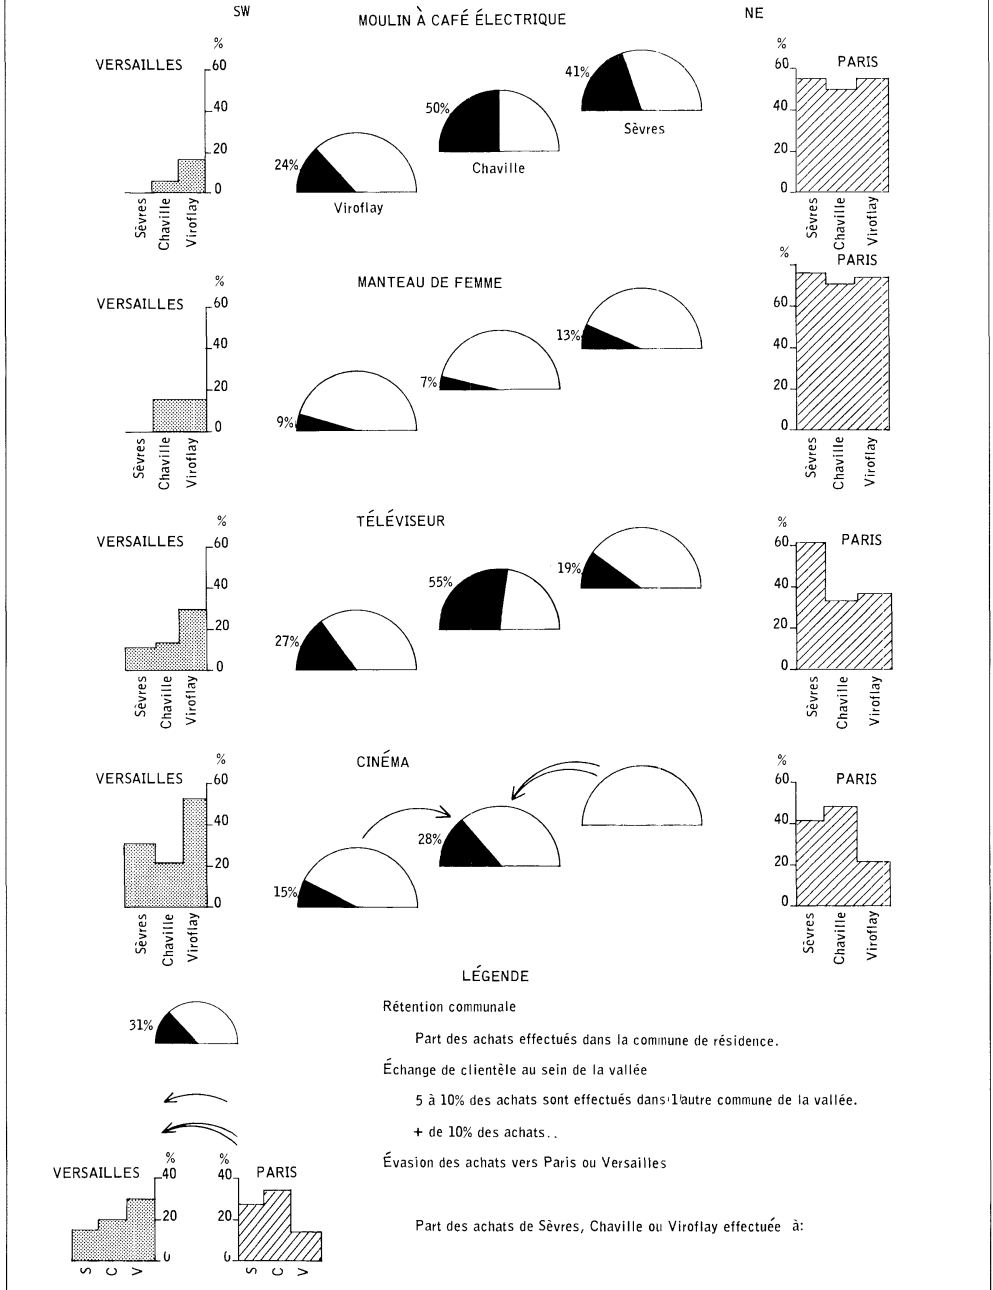 SW
MOULIN À CAFÉ ÉLECTRIQUE
NE
VERSAILLES
%
60
40
20
0
Sèvres
Chaville
Viroflay
24%
Viroflay
50%
Chaville
41%
Sèvres
PARIS
%
60
40
20
0
Sèvres
Chaville
Viroflay
MANTEAU DE FEMME
VERSAILLES
%
60
40
20
0
Sèvres
Chaville
Viroflay
9%
7%
13%
PARIS
%
60
40
20
0
Sèvres
Chaville
Viroflay
TÉLÉVISEUR
VERSAILLES
%
60
40
20
0
Sèvres
Chaville
Viroflay
27%
55%
19%
PARIS
%
60
40
20
0
Sèvres
Chaville
Viroflay
CINÉMA
VERSAILLES
%
60
40
20
0
Sèvres
Chaville
Viroflay
15%
28%
PARIS
%
60
40
20
0
Sèvres
Chaville
Viroflay
LÉGENDE
31%
Rétention communale
Part des achats effectués dans la commune de résidence.
Échange de clientèle au sein de la vallée
5 à 10% des achats sont effectués dans l'autre commune de la vallée.
+ de 10% des achats..
Évasion des achats vers Paris ou Versailles
VERSAILLES
%
40
20
0
S
C
V
%
PARIS
40
20
0
S
C
V
Part des achats de Sèvres, Chaville ou Viroflay effectuée à: